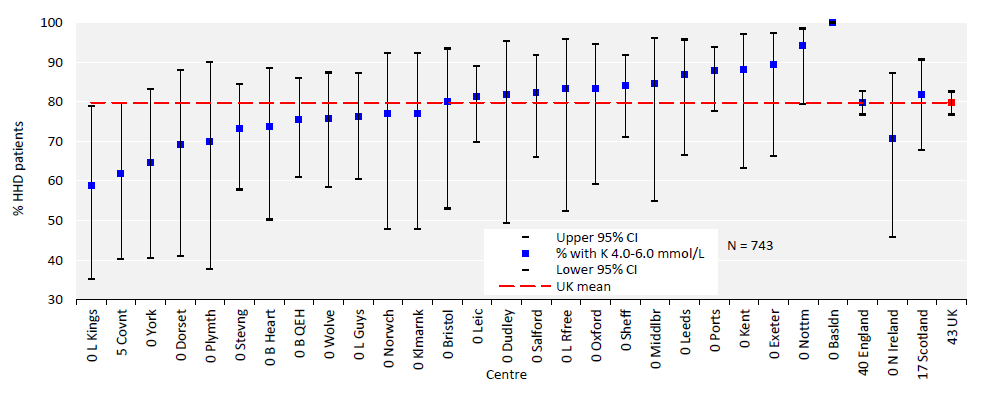 100
90
80
70
60
50
40
30
% HHD patients
Upper 95% CI
% with K 4.0-6.0 mmol/L
Lower 95% CI
UK mean
N = 743
0 L Kings
5 Covnt
0 York
0 Dorset
0 Plymth
0 Stevng
0 B Heart
0 B QEH
0 Wolve
0 L Guys
0 Norwch
0 Klmarnk
0 Bristol
0 Leic
0 Dudley
0 Salford
0 L Rfree
0 Oxford
0 Sheff
0 Middlbr
0 Leeds
0 Ports
0 Kent
0 Exeter
0 Nottm
0 Basldn
40 England
0 N Ireland
17 Scotland
43 UK
Centre